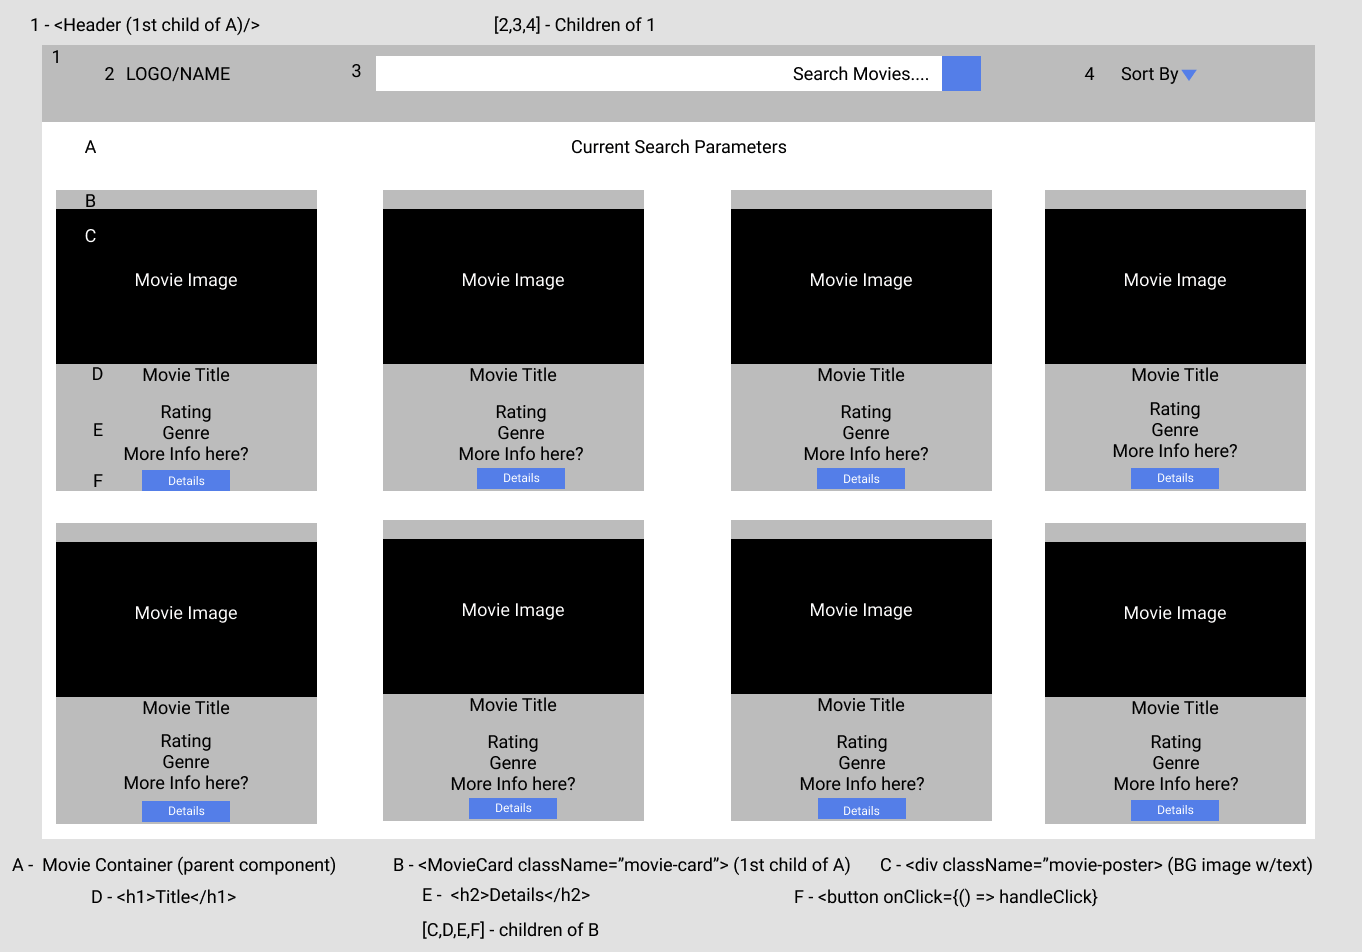 1 - <Header (1st child of A)/>
[2,3,4] - Children of 1
1
2 LOGO/NAME
3
Search Movies....
4 Sort By
A
Current Search Parameters
B
C
Movie Image
Movie Image
Movie Image
Movie Image
D Movie Title
Movie Title
Movie Title
Movie Title
Rating
Rating
Rating
Rating
E
Genre
Genre
Genre
Genre
More Info here?
More Info here?
More Info here?
More Info here?
F
Details
Details
Details
Details
Movie Image
Movie Image
Movie Image
Movie Image
Movie Title
Movie Title
Movie Title
Movie Title
Rating
Rating
Rating
Rating
Genre
Genre
Genre
Genre
More Info here?
More Info here?
More Info here?
More Info here?
Details
Details
Details
Details
A - Movie Container (parent component)
B - <MovieCard className=”movie-card”> (1st child of A)
C - <div className=”movie-poster> (BG image w/text)
D - <h1>Title</h1>
E - <h2>Details</h2>
F - <button onClick={() => handleClick}
[C,D,E,F] - children of B